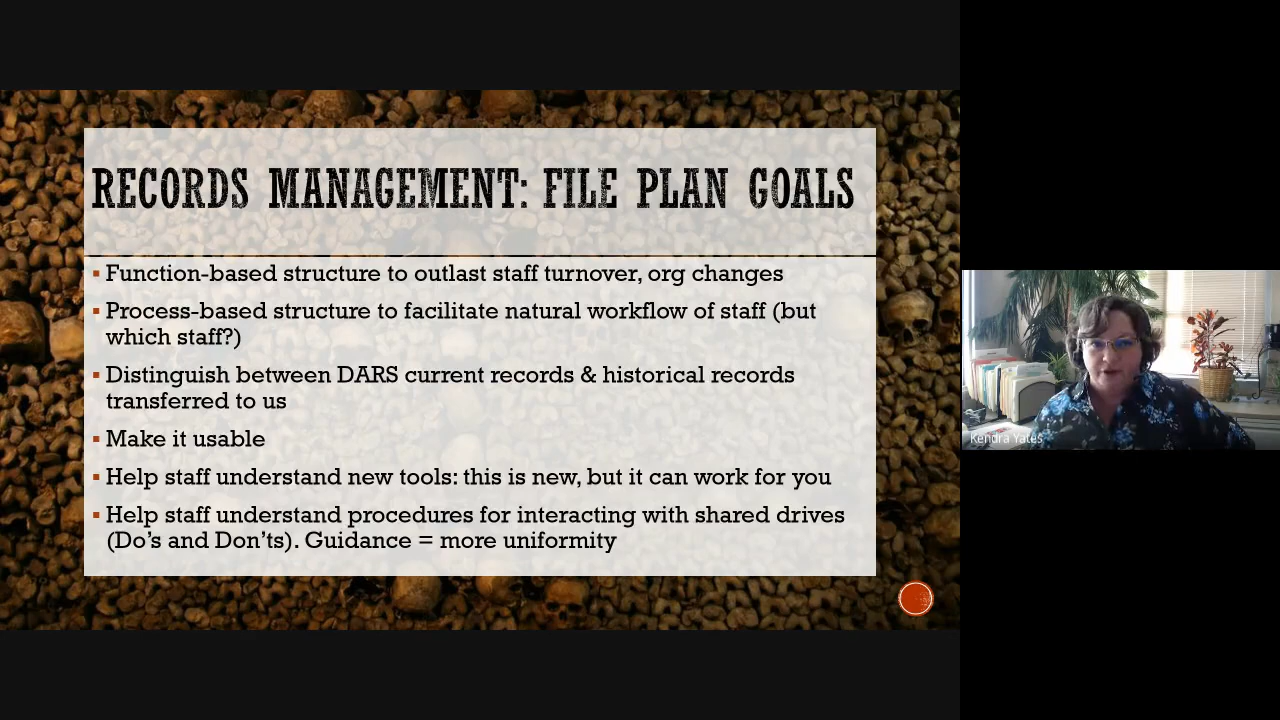 RECORDS MANAGEMENT: FILE PLAN GOALS
▪ Function-based structure to outlast staff turnover, org changes
▪ Process-based structure to facilitate natural workflow of staff (but
which staff?)
▪ Distinguish between DARS current records & historical records
transferred to us
▪ Make it usable
▪ Help staff understand new tools: this is new, but it can work for you
▪ Help staff understand procedures for interacting with shared drives
(Do’s and Don’ts). Guidance = more uniformity
Kendra Yates